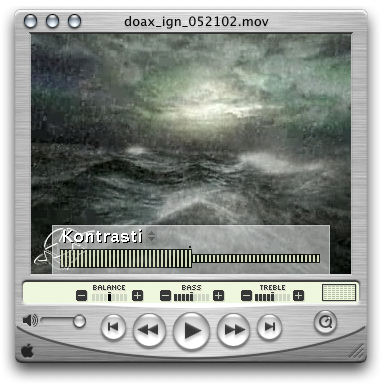 doax_ign_052102.mov
Kontrasti
BALANCE
BASS
TREBLE